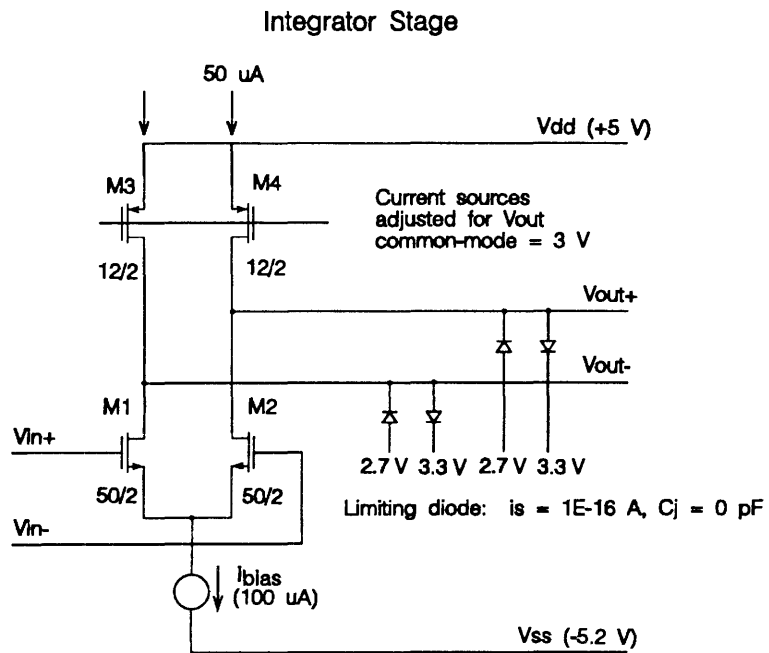 Integrator Stage
50 uA
Vdd (+5 V)
M3
M4
Current sources
adjusted for Vout
common-mode = 3 V
12/2
12/2
Vout+
Vout-
M1
M2
Vin+
2.7 V
3.3 V
2.7 V
3.3 V
50/2
50/2
Limiting diode: is = 1E-16 A, Cj = 0 pF
Vin-
Ibias
(100 uA)
Vss (-5.2 V)